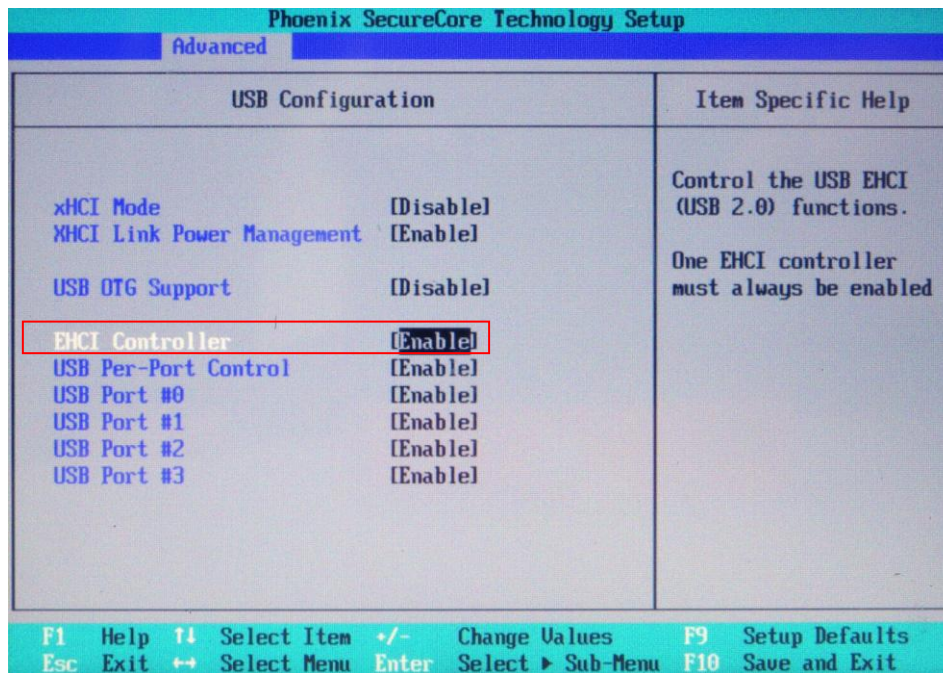 Phoenix SecureCore Technology Setup
Advanced
USB Configuration
Item Specific Help
xHCI Mode [Disable]
XHCI Link Power Management [Enable]
USB OTG Support [Disable]
EHCI Controller [Enable]
USB Per-Port Control [Enable]
USB Port #0 [Enable]
USB Port #1 [Enable]
USB Port #2 [Enable]
USB Port #3 [Enable]
Control the USB EHCI
(USB 2.0) functions.
One EHCI controller
must always be enabled
F1 Help ↑↓ Select Item +/- Change Values F9 Setup Defaults
Esc Exit ↔ Select Menu Enter Select ▶ Sub-Menu F10 Save and Exit